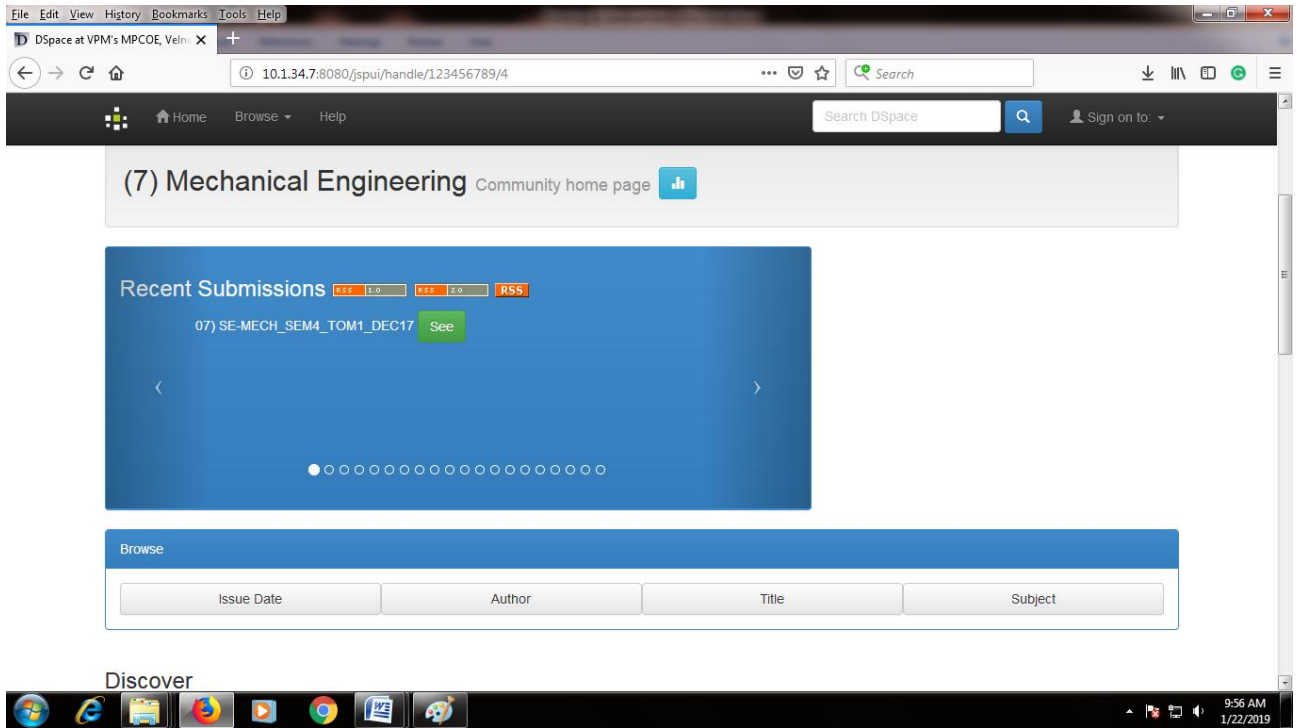 File Edit View History Bookmarks Tools Help
DSpace at VPM's MPCOE, Veln
10.1.34.7:8080/jspui/handle/123456789/4
Search
Home Browse Help
Search DSpace
Sign on to:
(7) Mechanical Engineering Community home page
Recent Submissions RSS 1.0 RSS 2.0 RSS
07) SE-MECH_SEM4_TOM1_DEC17 See
Browse
Issue Date Author Title Subject
Discover
9:56 AM
1/22/2019